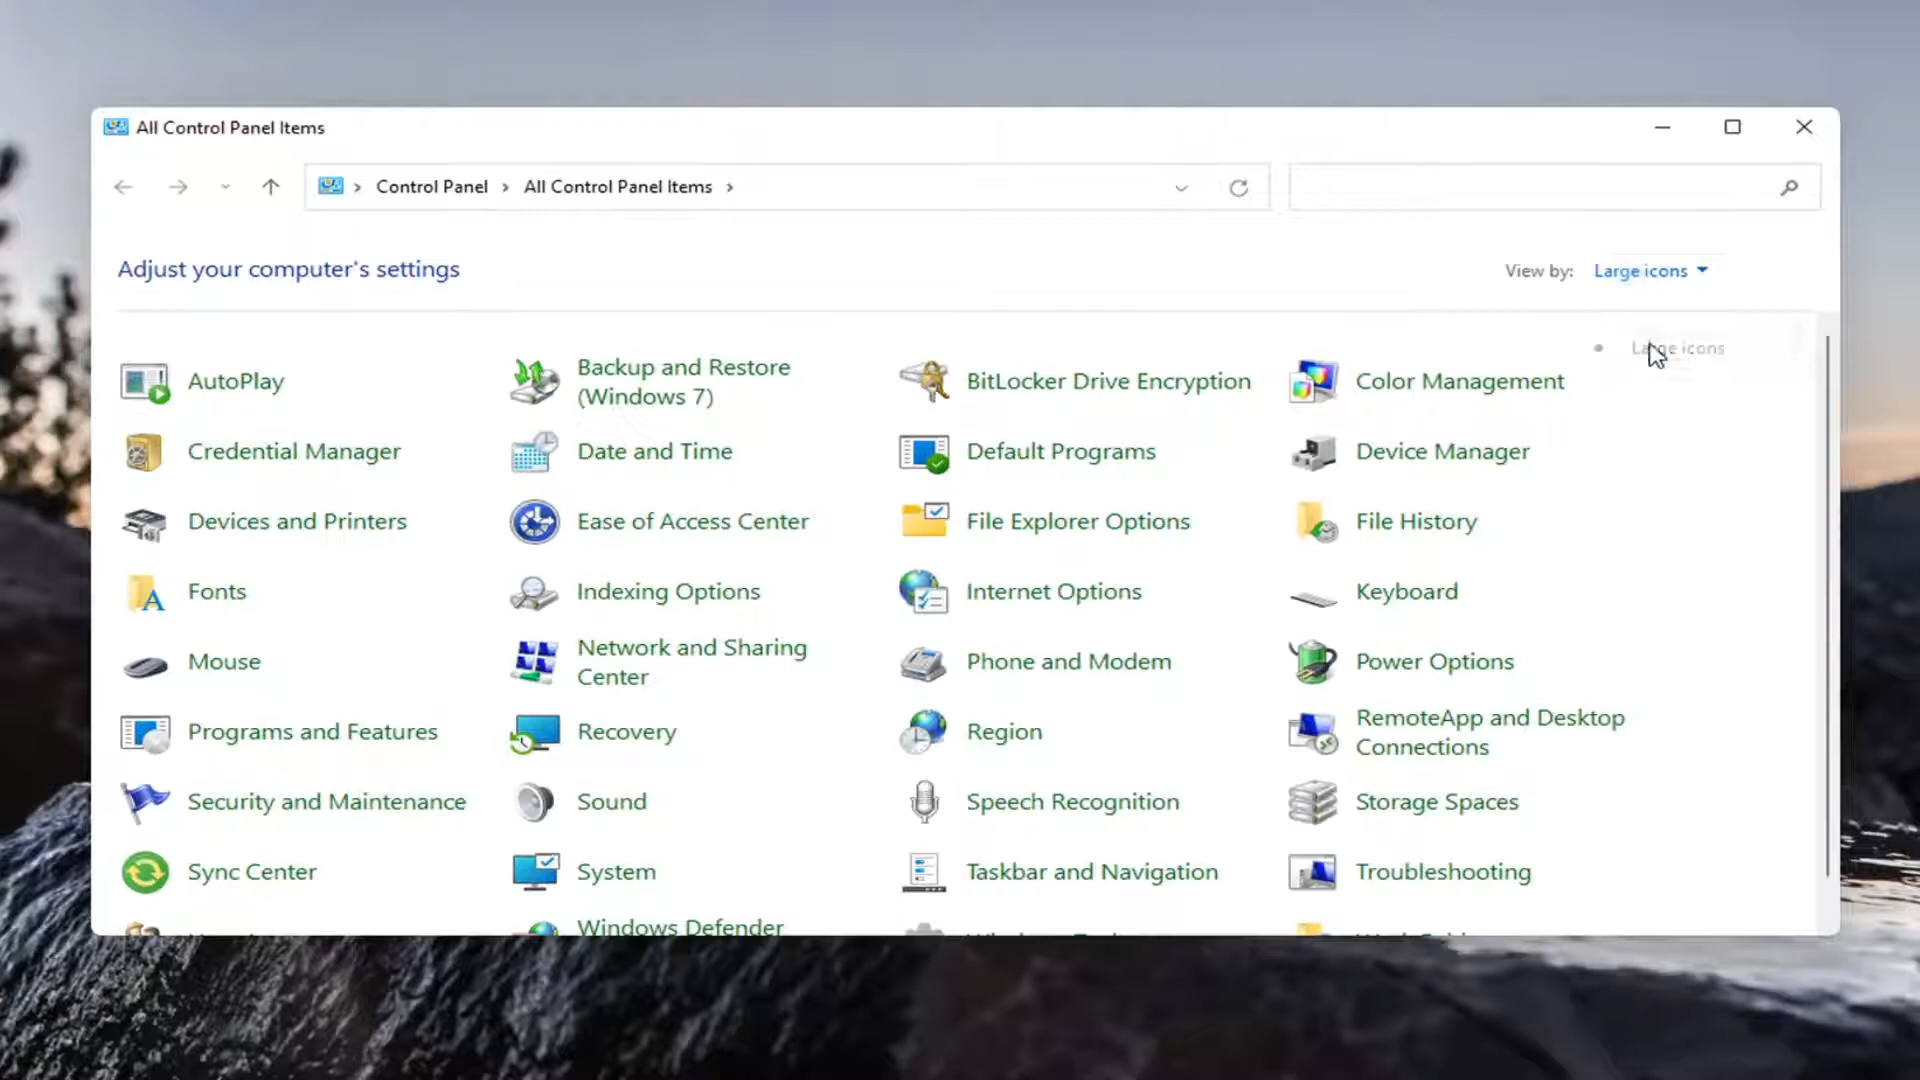 All Control Panel Items
Control Panel All Control Panel Items
Adjust your computer's settings
View by: Large icons
Large icons
AutoPlay
Backup and Restore
(Windows 7)
BitLocker Drive Encryption
Color Management
Credential Manager
Date and Time
Default Programs
Device Manager
Devices and Printers
Ease of Access Center
File Explorer Options
File History
Fonts
Indexing Options
Internet Options
Keyboard
Mouse
Network and Sharing
Center
Phone and Modem
Power Options
Programs and Features
Recovery
Region
RemoteApp and Desktop
Connections
Security and Maintenance
Sound
Speech Recognition
Storage Spaces
Sync Center
System
Taskbar and Navigation
Troubleshooting
Windows Defender